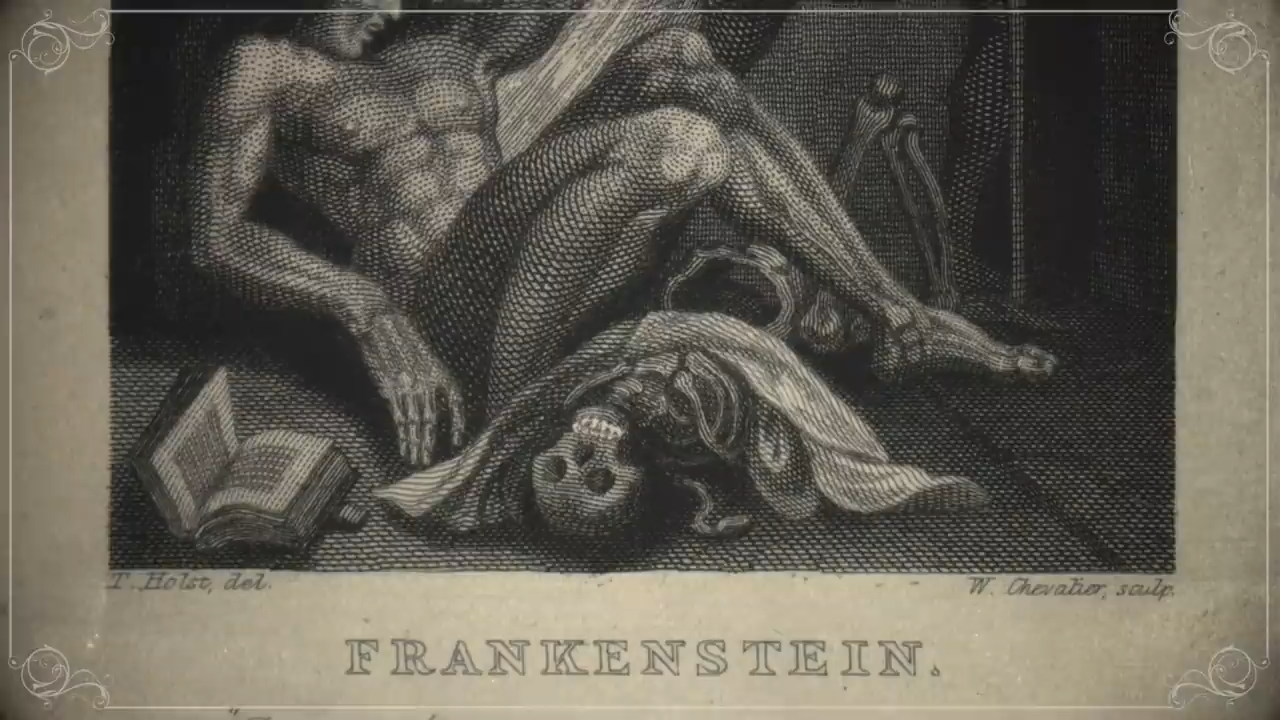 T. Holst, del.
W. Chevalier, sculp.
FRANKENSTEIN.